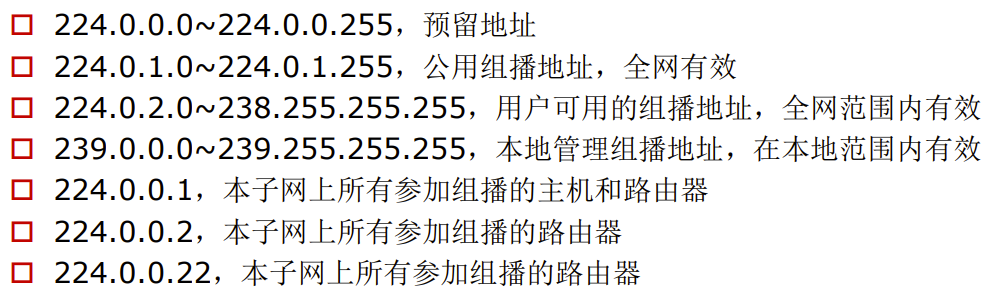 224.0.0.0~224.0.0.255，预留地址
224.0.1.0~224.0.1.255，公用组播地址，全网有效
224.0.2.0~238.255.255.255，用户可用的组播地址，全网范围内有效
239.0.0.0~239.255.255.255，本地管理组播地址，在本地范围内有效
224.0.0.1，本子网上所有参加组播的主机和路由器
224.0.0.2，本子网上所有参加组播的路由器
224.0.0.22，本子网上所有参加组播的路由器